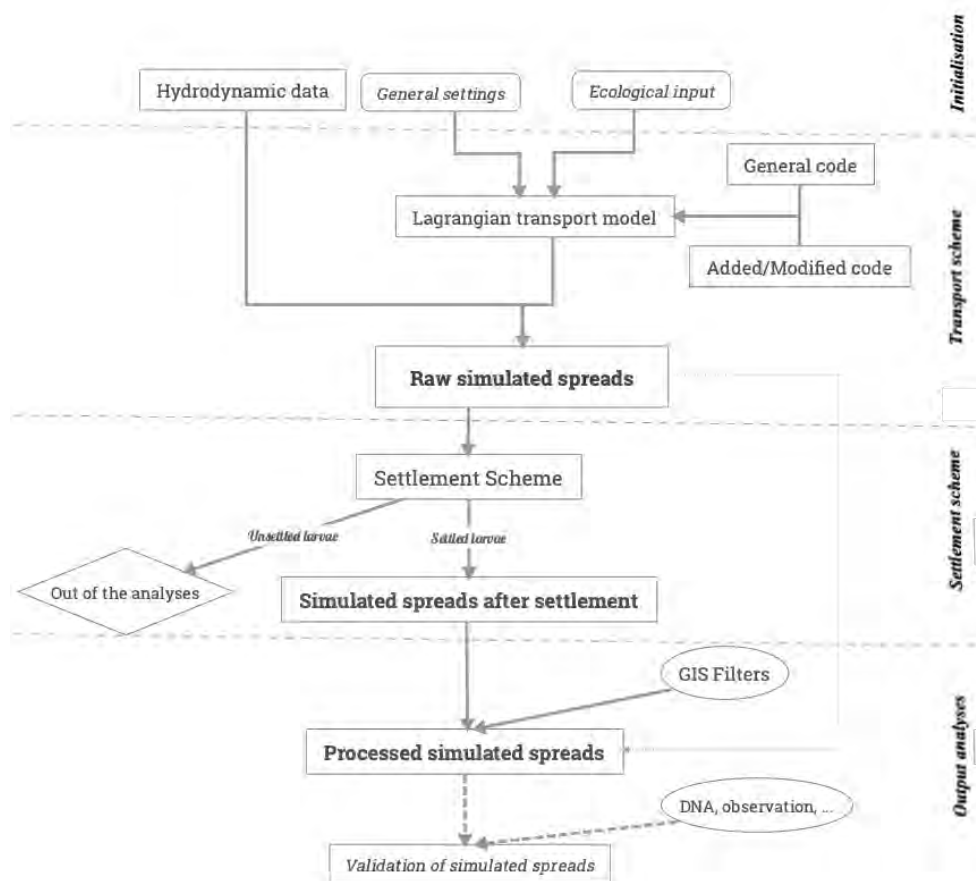 Initialisation
Hydrodynamic data
General settings
Ecological input
General code
Lagrangian transport model
Added/Modified code
Transport scheme
Raw simulated spreads
Settlement Scheme
Unsettled larvae
Settled larvae
Settlement scheme
Out of the analyses
Simulated spreads after settlement
GIS Filters
Processed simulated spreads
Output analyses
DNA, observation, ...
Validation of simulated spreads